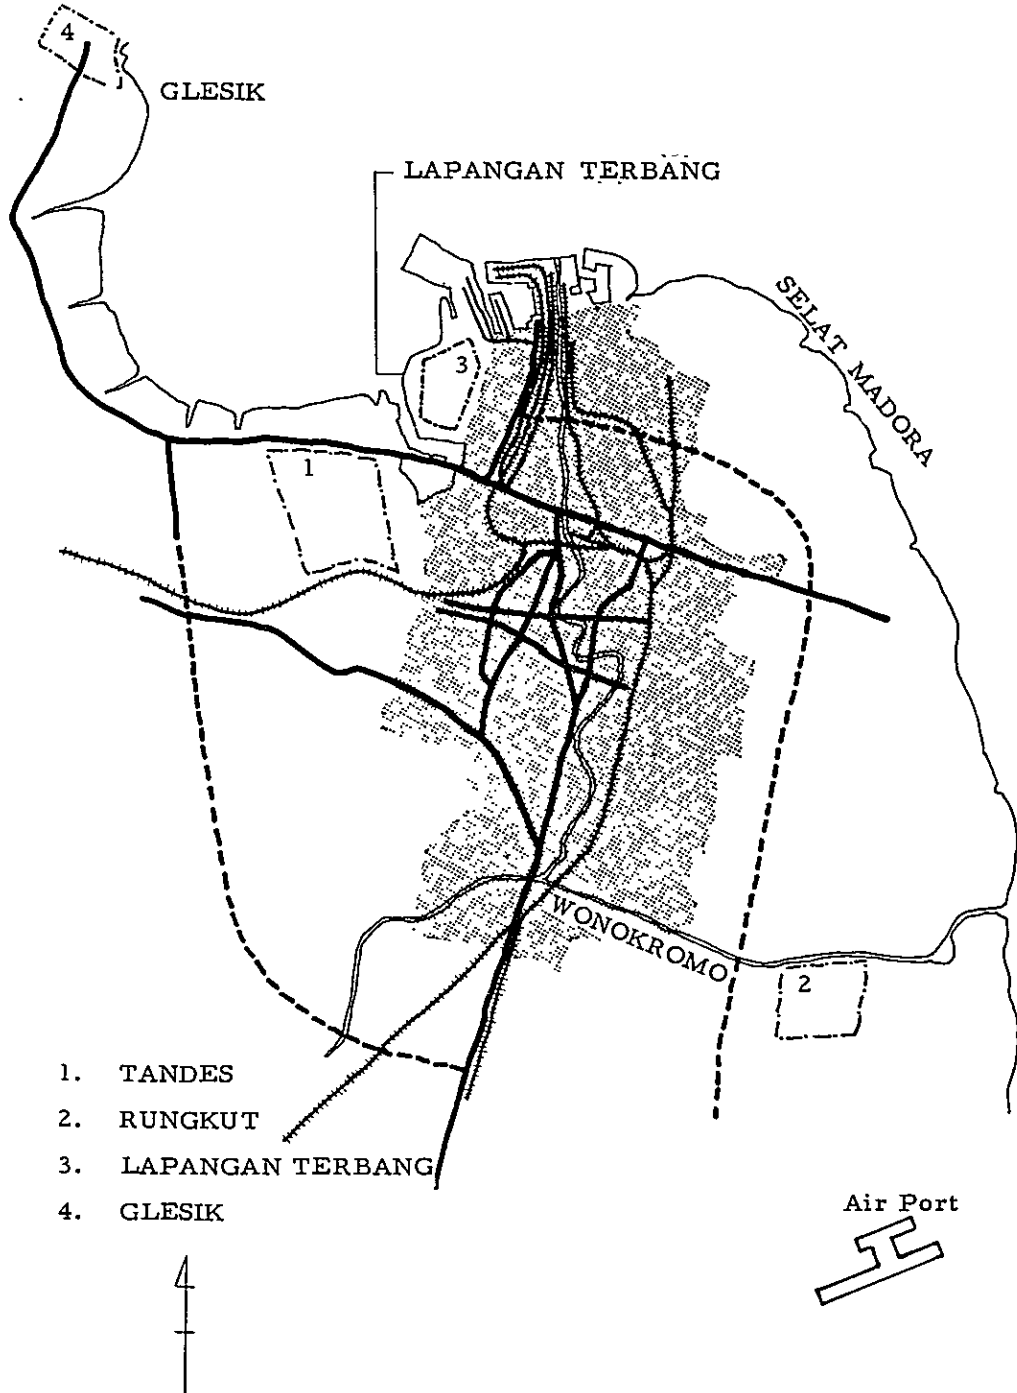 4
GLESIK
LAPANGAN TERBANG
SELAT MADORA
3
1
WONOKROMO
2
1. TANDES
2. RUNGKUT
3. LAPANGAN TERBANG
4. GLESIK
Air Port